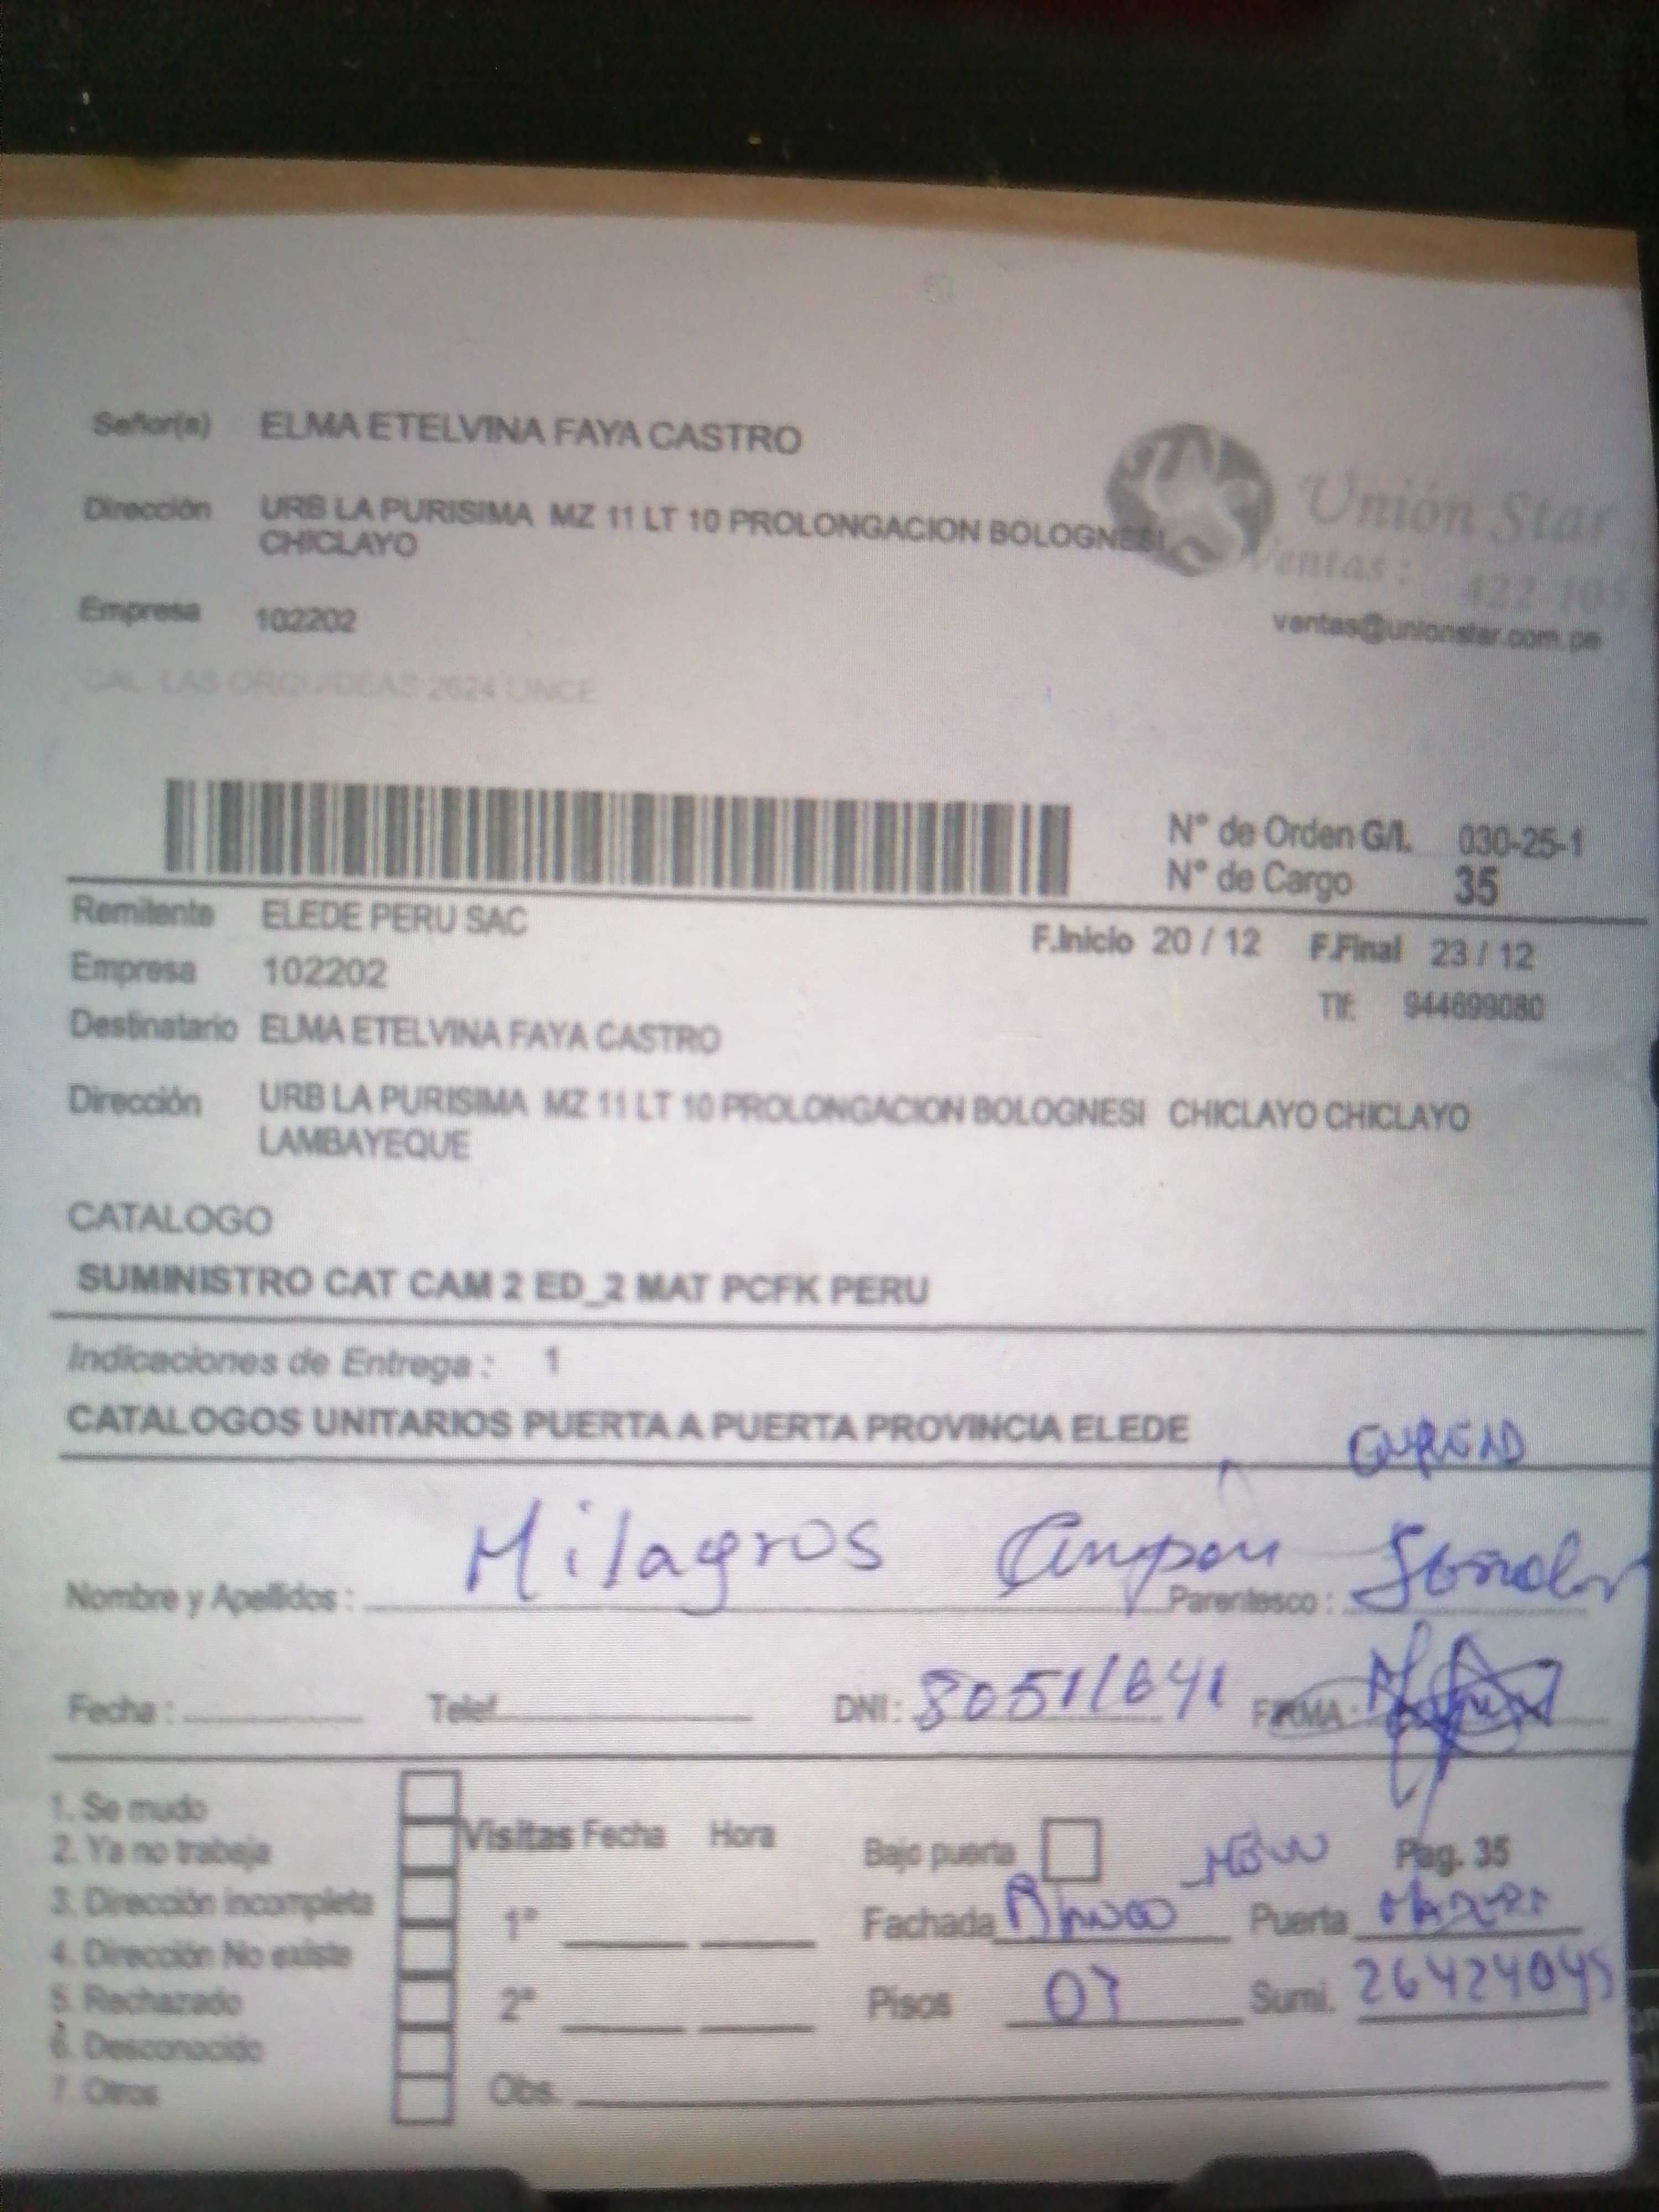 Señor(a) ELMA ETELVINA FAYA CASTRO
Dirección URB LA PURISIMA MZ 11 LT 10 PROLONGACION BOLOGNESI
CHICLAYO
Unión Star
Ventas: 422-105
ventas@unionstar.com.pe
Empresa 102202
CAL LAS ORQUIDEAS 2624 LINCE
N° de Orden G/I. 030-25-1
N° de Cargo 35
Remitente ELEDE PERU SAC
F.Inicio 20 / 12 F.Final 23 / 12
Empresa 102202
Tlf: 944699080
Destinatario ELMA ETELVINA FAYA CASTRO
Dirección URB LA PURISIMA MZ 11 LT 10 PROLONGACION BOLOGNESI CHICLAYO CHICLAYO
LAMBAYEQUE
CATALOGO
SUMINISTRO CAT CAM 2 ED_2 MAT PCFK PERU
Indicaciones de Entrega : 1
CATALOGOS UNITARIOS PUERTA A PUERTA PROVINCIA ELEDE
Nombre y Apellidos : Milagros Parentesco :
Fecha : Telef. DNI : 80511641 FIRMA :
1. Se mudo
2. Ya no trabaja
3. Dirección incompleta
4. Dirección No existe
5. Rechazado
6. Desconocido
7. Otros
Visitas Fecha Hora
1°
2°
Obs.
Bajo puerta Pag. 35
Fachada Blanco Puerta
Pisos 03 Sumi. 26424045